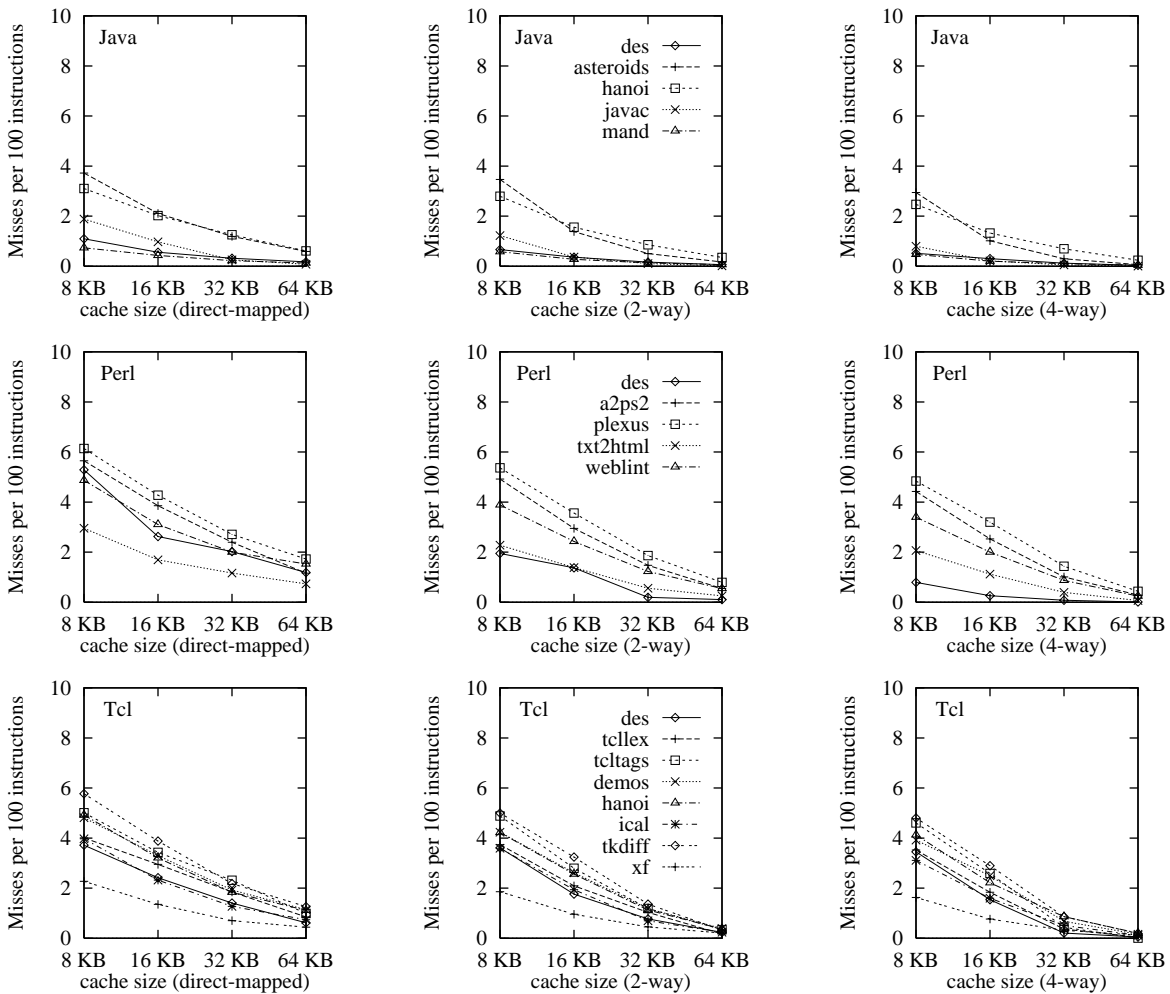 Misses per 100 instructions
10
8
6
4
2
0
Java
8 KB 16 KB 32 KB 64 KB
cache size (direct-mapped)
Misses per 100 instructions
10
8
6
4
2
0
Java
des
asteroids
hanoi
javac
mand
8 KB 16 KB 32 KB 64 KB
cache size (2-way)
Misses per 100 instructions
10
8
6
4
2
0
Java
8 KB 16 KB 32 KB 64 KB
cache size (4-way)
Misses per 100 instructions
10
8
6
4
2
0
Perl
8 KB 16 KB 32 KB 64 KB
cache size (direct-mapped)
Misses per 100 instructions
10
8
6
4
2
0
Perl
des
a2ps2
plexus
txt2html
weblint
8 KB 16 KB 32 KB 64 KB
cache size (2-way)
Misses per 100 instructions
10
8
6
4
2
0
Perl
8 KB 16 KB 32 KB 64 KB
cache size (4-way)
Misses per 100 instructions
10
8
6
4
2
0
Tcl
8 KB 16 KB 32 KB 64 KB
cache size (direct-mapped)
Misses per 100 instructions
10
8
6
4
2
0
Tcl
des
tcllex
tcltags
demos
hanoi
ical
tkdiff
xf
8 KB 16 KB 32 KB 64 KB
cache size (2-way)
Misses per 100 instructions
10
8
6
4
2
0
Tcl
8 KB 16 KB 32 KB 64 KB
cache size (4-way)